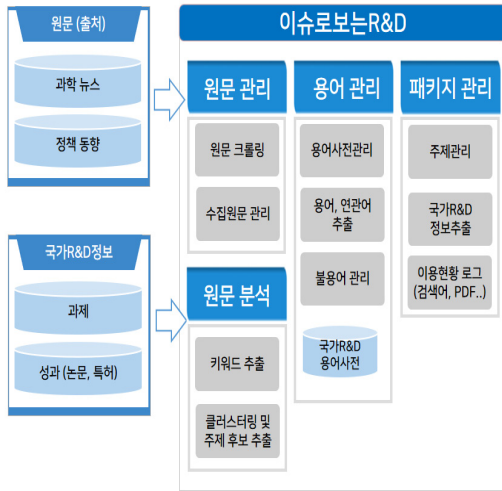 원문 (출처)
과학 뉴스
정책 동향
국가R&D정보
과제
성과 (논문, 특허)
이슈로보는R&D
원문 관리
원문 크롤링
수집원문 관리
원문 분석
키워드 추출
클러스터링 및
주제 후보 추출
용어 관리
용어사전관리
용어, 연관어
추출
불용어 관리
국가R&D
용어사전
패키지 관리
주제관리
국가R&D
정보추출
이용현황 로그
(검색어, PDF..)